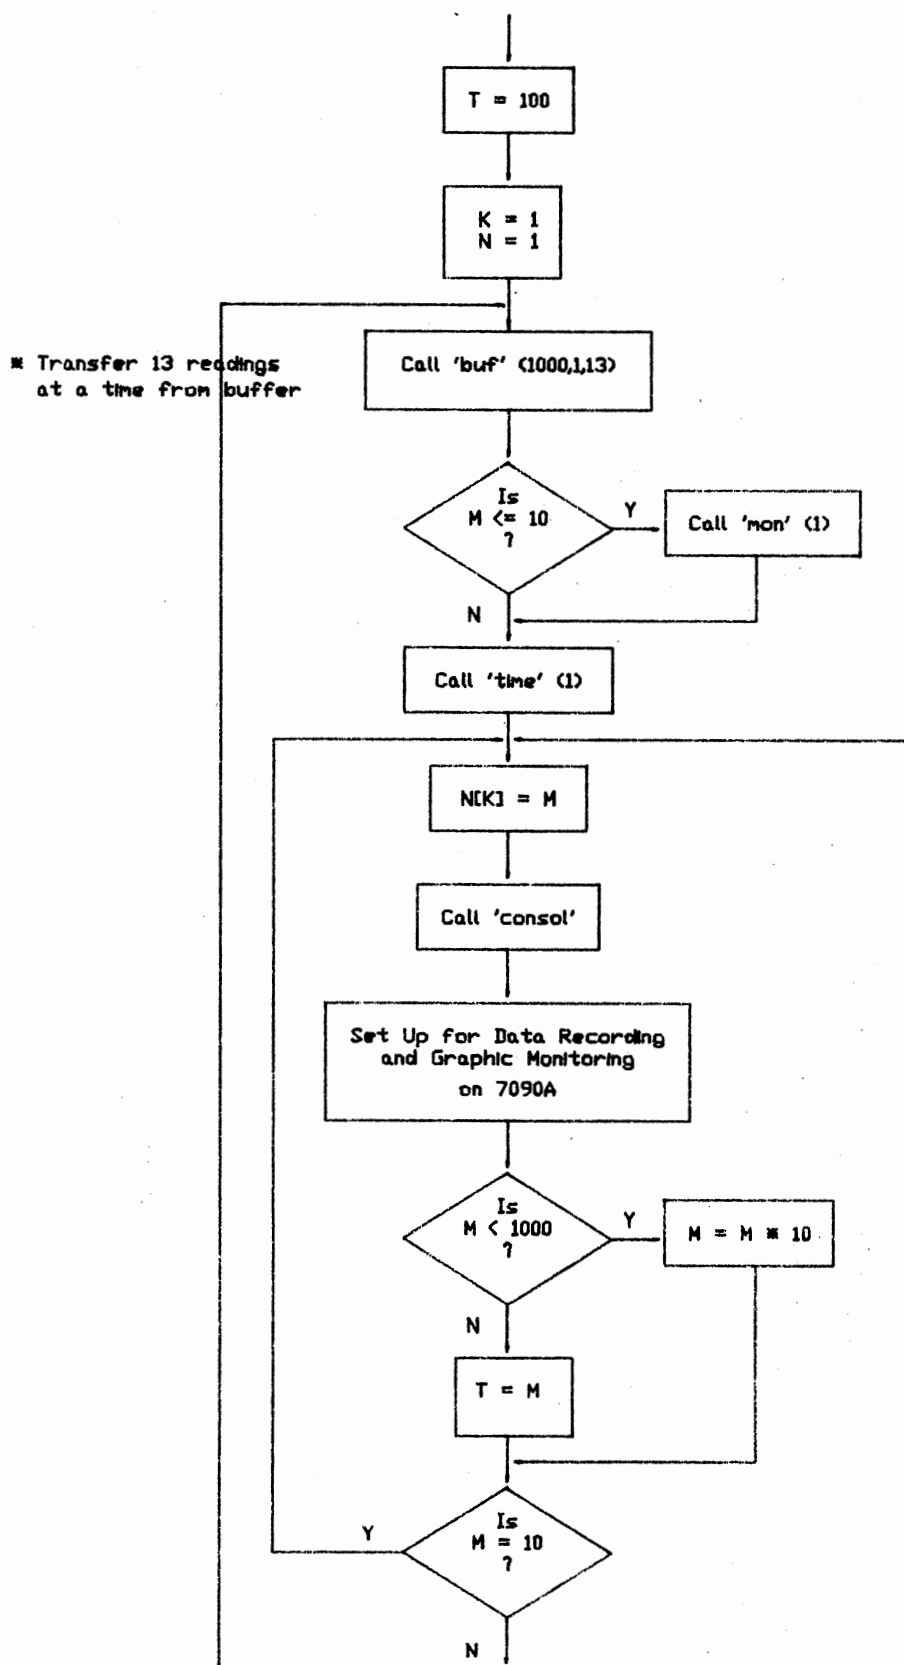 T = 100
K = 1
N = 1
* Transfer 13 readings
at a time from buffer
Call 'buf' (1000,1,13)
Is
M <= 10
?
Y
Call 'mon' (1)
N
Call 'time' (1)
N[K] = M
Call 'consol'
Set Up for Data Recording
and Graphic Monitoring
on 7090A
Is
M < 1000
?
Y
M = M * 10
N
T = M
Is
M = 10
?
Y
N